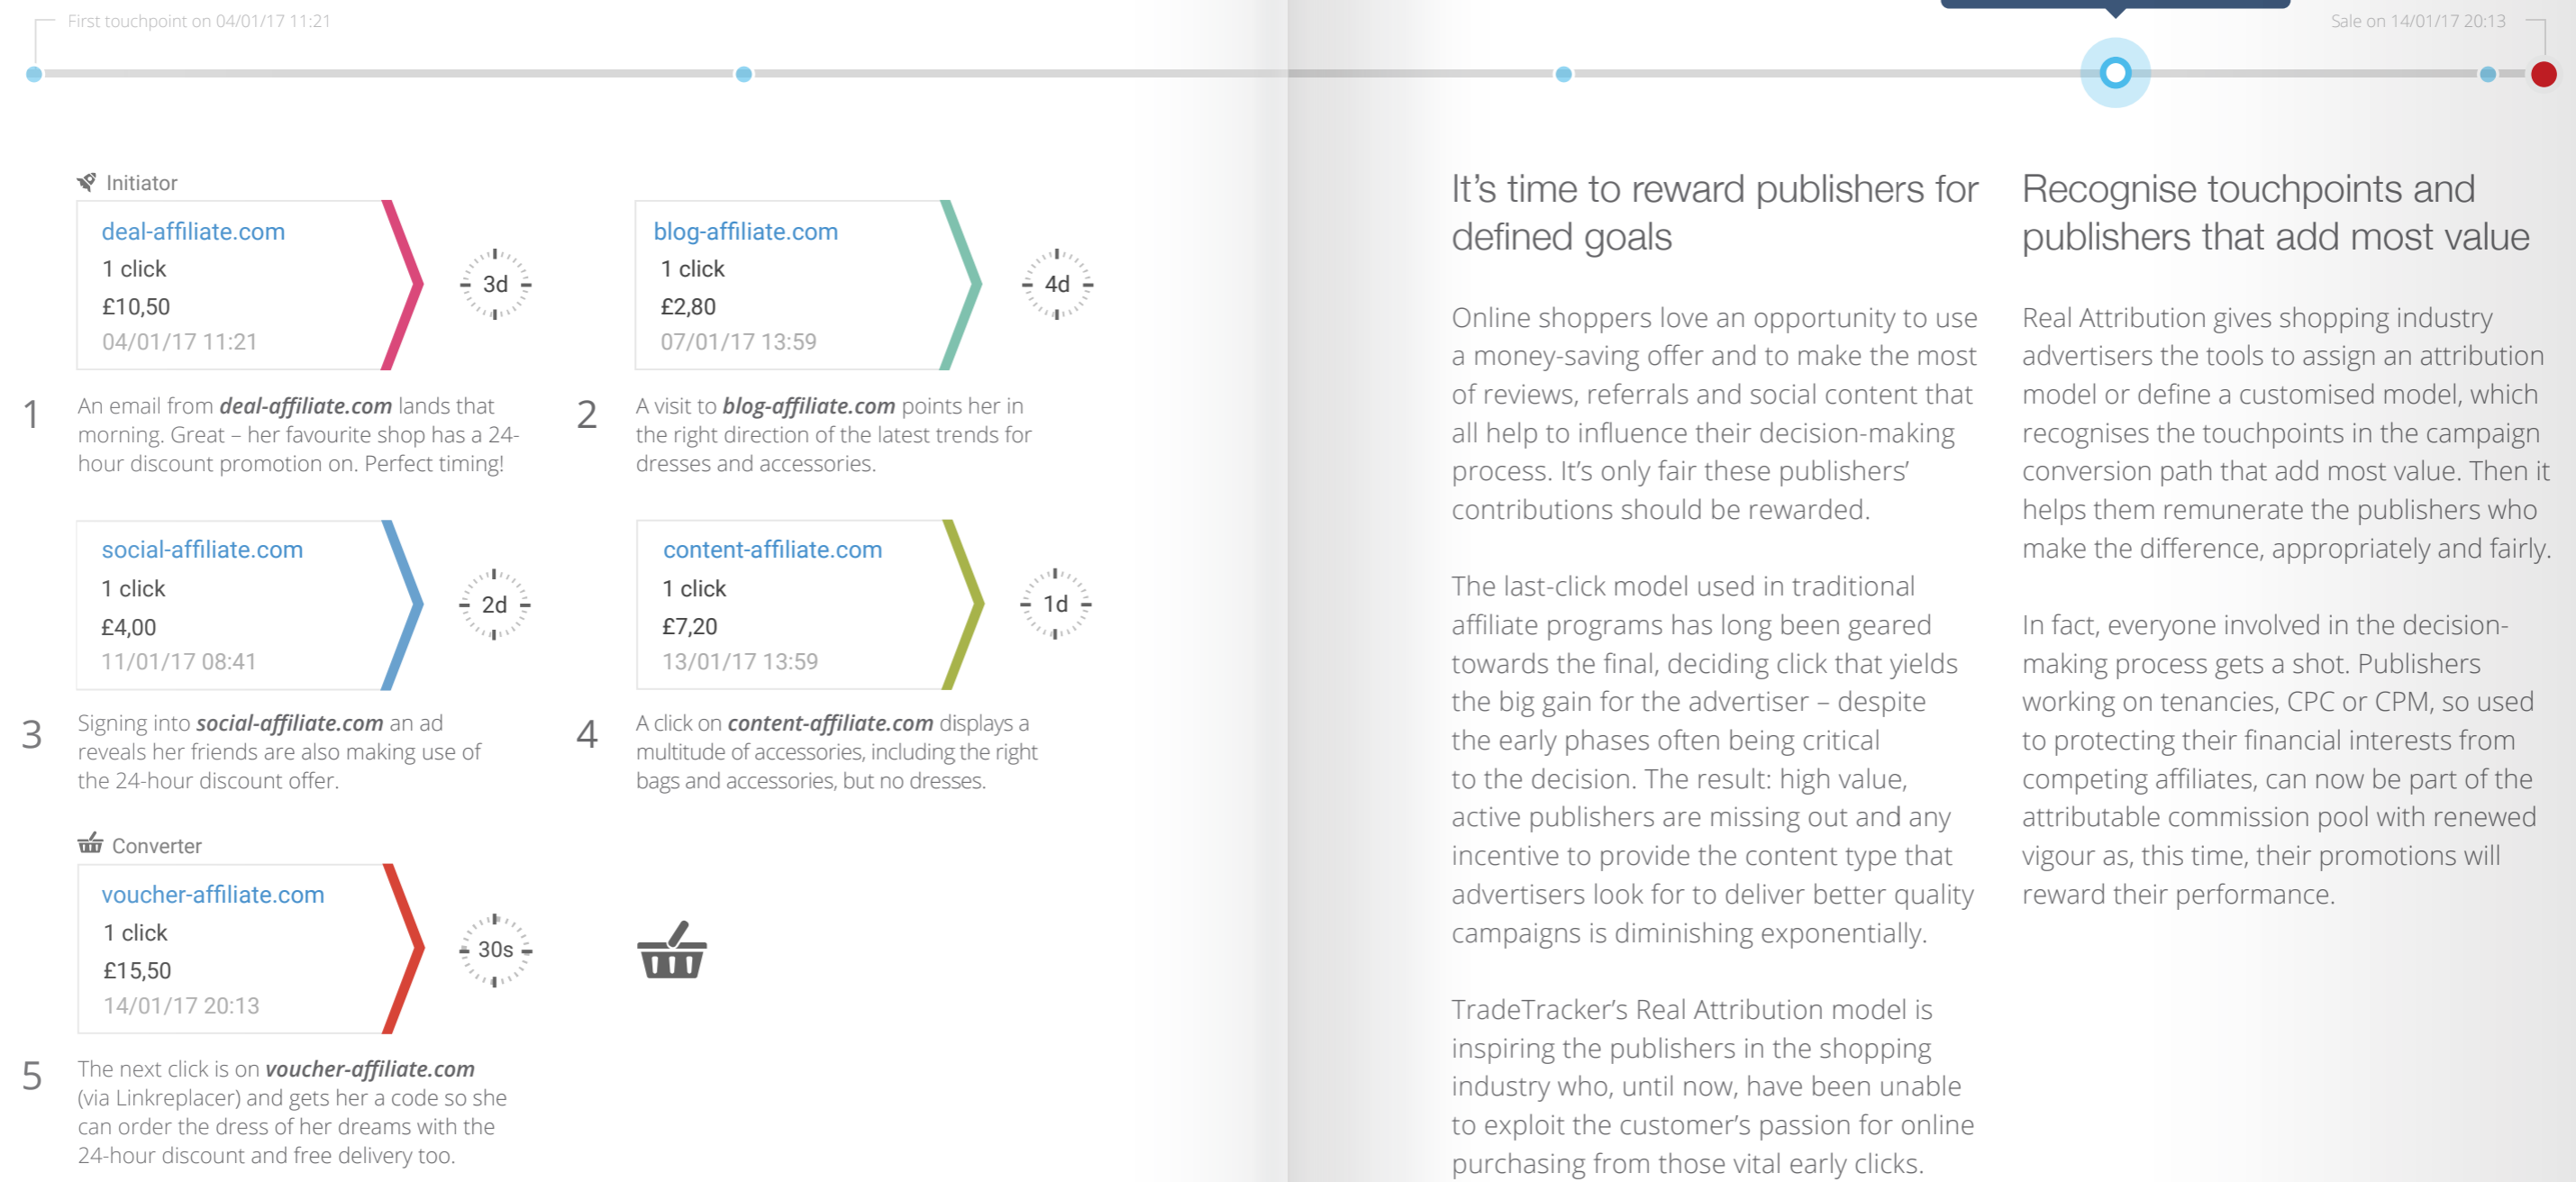 First touchpoint on 04/01/17 11:21
Sale on 14/01/17 20:13
Initiator
deal-affiliate.com
1 click
£10,50
04/01/17 11:21
3d
1
An email from deal-affiliate.com lands that
morning. Great – her favourite shop has a 24-
hour discount promotion on. Perfect timing!
blog-affiliate.com
1 click
£2,80
07/01/17 13:59
4d
2
A visit to blog-affiliate.com points her in
the right direction of the latest trends for
dresses and accessories.
social-affiliate.com
1 click
£4,00
11/01/17 08:41
2d
3
Signing into social-affiliate.com an ad
reveals her friends are also making use of
the 24-hour discount offer.
content-affiliate.com
1 click
£7,20
13/01/17 13:59
1d
4
A click on content-affiliate.com displays a
multitude of accessories, including the right
bags and accessories, but no dresses.
Converter
voucher-affiliate.com
1 click
£15,50
14/01/17 20:13
30s
5
The next click is on voucher-affiliate.com
(via Linkreplacer) and gets her a code so she
can order the dress of her dreams with the
24-hour discount and free delivery too.
It's time to reward publishers for
defined goals
Online shoppers love an opportunity to use
a money-saving offer and to make the most
of reviews, referrals and social content that
all help to influence their decision-making
process. It's only fair these publishers'
contributions should be rewarded.
The last-click model used in traditional
affiliate programs has long been geared
towards the final, deciding click that yields
the big gain for the advertiser – despite
the early phases often being critical
to the decision. The result: high value,
active publishers are missing out and any
incentive to provide the content type that
advertisers look for to deliver better quality
campaigns is diminishing exponentially.
TradeTracker's Real Attribution model is
inspiring the publishers in the shopping
industry who, until now, have been unable
to exploit the customer's passion for online
purchasing from those vital early clicks.
Recognise touchpoints and
publishers that add most value
Real Attribution gives shopping industry
advertisers the tools to assign an attribution
model or define a customised model, which
recognises the touchpoints in the campaign
conversion path that add most value. Then it
helps them remunerate the publishers who
make the difference, appropriately and fairly.
In fact, everyone involved in the decision-
making process gets a shot. Publishers
working on tenancies, CPC or CPM, so used
to protecting their financial interests from
competing affiliates, can now be part of the
attributable commission pool with renewed
vigour as, this time, their promotions will
reward their performance.